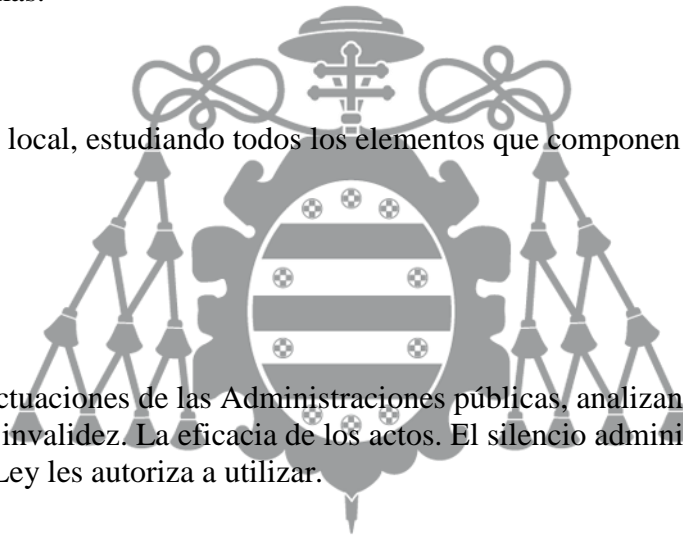 local, estudiando todos los elementos que componen
ctuaciones de las Administraciones públicas, analizan
invalidez. La eficacia de los actos. El silencio admini
Ley les autoriza a utilizar.